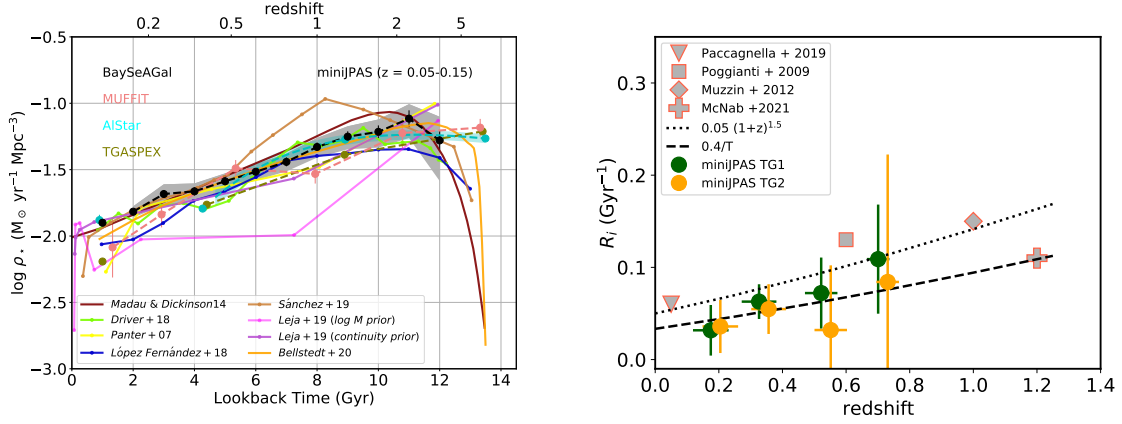 redshift
0.2 0.5 1 2 5
−0.5
−1.0
−1.5
−2.0
−2.5
−3.0
log ρ⋆ (M⊙ yr⁻¹ Mpc⁻³)
BaySeAGal
miniJPAS (z = 0.05-0.15)
MUFFIT
AlStar
TGASPEX
Madau & Dickinson14
Driver + 18
Panter + 07
López Fernández + 18
Sánchez + 19
Leja + 19 (log M prior)
Leja + 19 (continuity prior)
Bellstedt + 20
0 2 4 6 8 10 12 14
Lookback Time (Gyr)
0.3
0.2
0.1
0.0
R_i (Gyr⁻¹)
Paccagnella + 2019
Poggianti + 2009
Muzzin + 2012
McNab +2021
0.05 (1+z)^1.5
0.4/T
miniJPAS TG1
miniJPAS TG2
0.0 0.2 0.4 0.6 0.8 1.0 1.2 1.4
redshift